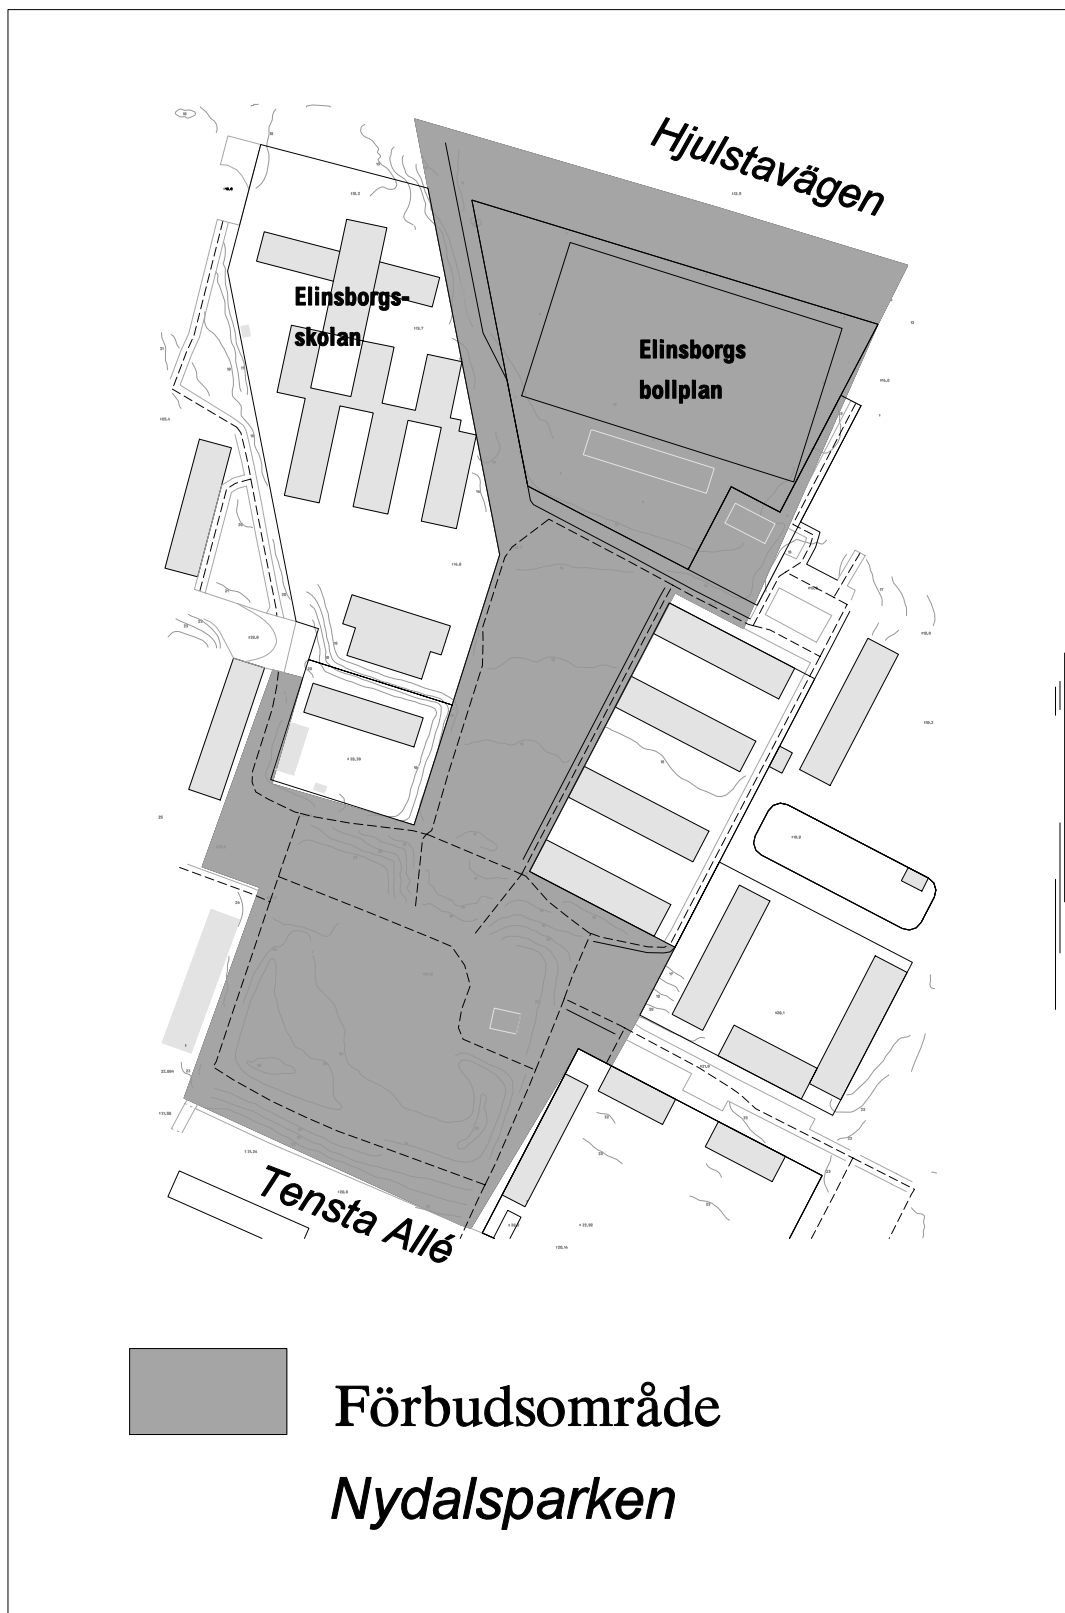 Hjulstavägen
Elinsborgs-
skolan
Elinsborgs
bollplan
Tensta Allé
Förbudsområde
Nydalsparken